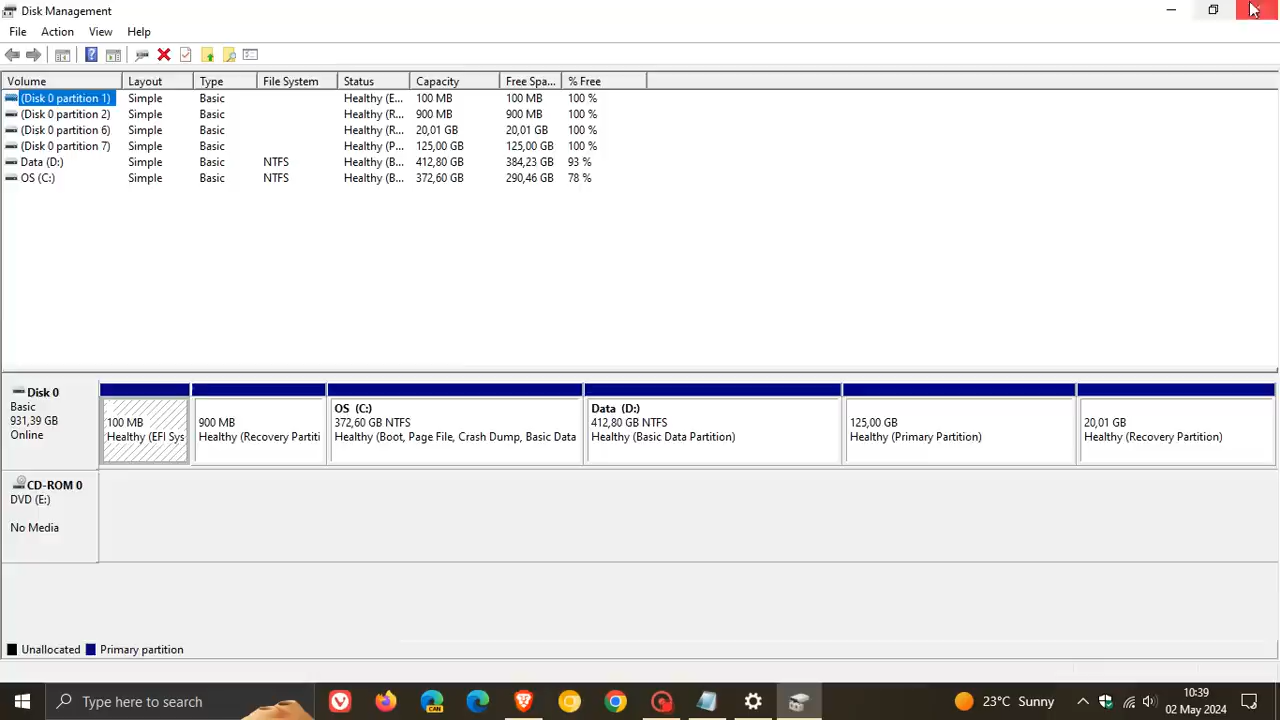 Disk Management
File Action View Help
Volume Layout Type File System Status Capacity Free Spa... % Free
(Disk 0 partition 1) Simple Basic Healthy (E... 100 MB 100 MB 100 %
(Disk 0 partition 2) Simple Basic Healthy (R... 900 MB 900 MB 100 %
(Disk 0 partition 6) Simple Basic Healthy (R... 20,01 GB 20,01 GB 100 %
(Disk 0 partition 7) Simple Basic Healthy (P... 125,00 GB 125,00 GB 100 %
Data (D:) Simple Basic NTFS Healthy (B... 412,80 GB 384,23 GB 93 %
OS (C:) Simple Basic NTFS Healthy (B... 372,60 GB 290,46 GB 78 %
Disk 0
Basic
931,39 GB
Online
100 MB
Healthy (EFI Sys
900 MB
Healthy (Recovery Partiti
OS (C:)
372,60 GB NTFS
Healthy (Boot, Page File, Crash Dump, Basic Data
Data (D:)
412,80 GB NTFS
Healthy (Basic Data Partition)
125,00 GB
Healthy (Primary Partition)
20,01 GB
Healthy (Recovery Partition)
CD-ROM 0
DVD (E:)
No Media
Unallocated Primary partition
Type here to search
CAN
23°C Sunny
10:39
02 May 2024